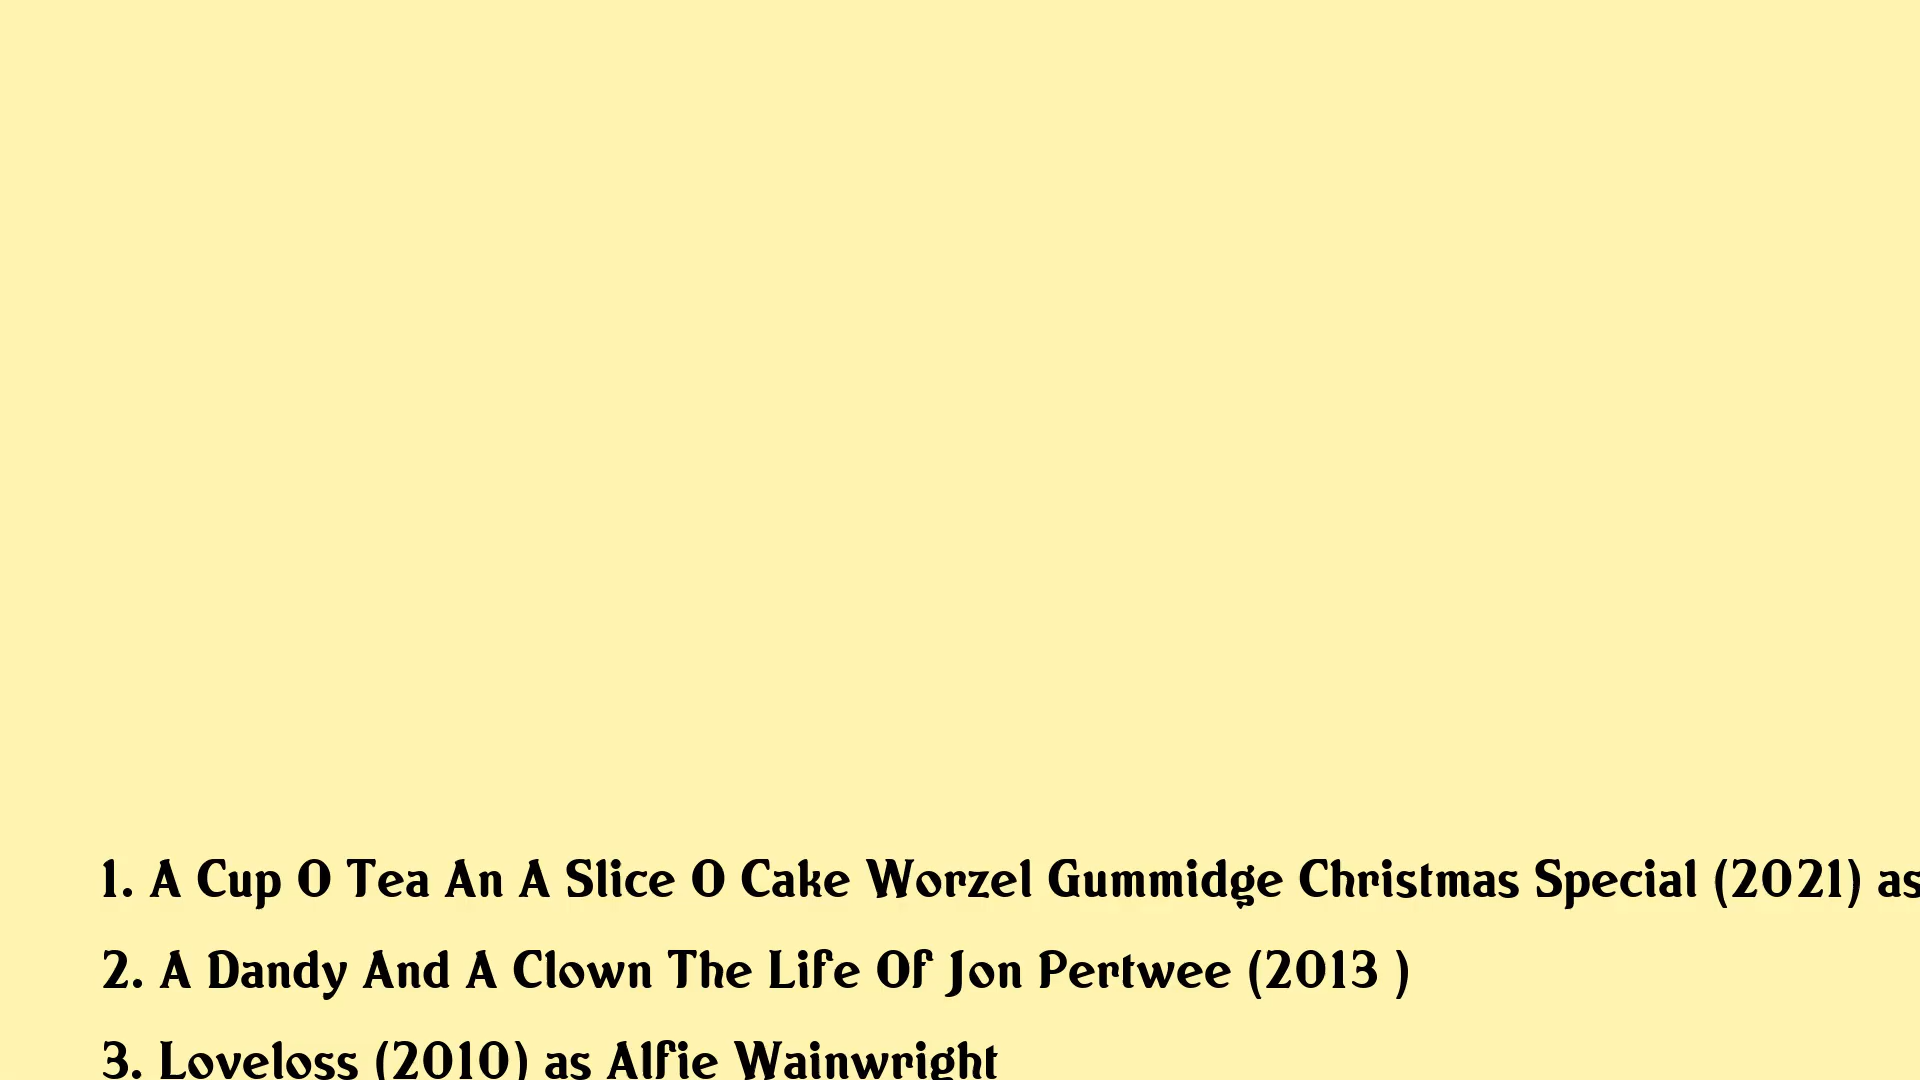 1. A Cup O Tea An A Slice O Cake Worzel Gummidge Christmas Special (2021) as
2. A Dandy And A Clown The Life Of Jon Pertwee (2013 )
3. Loveloss (2010) as Alfie Wainwright